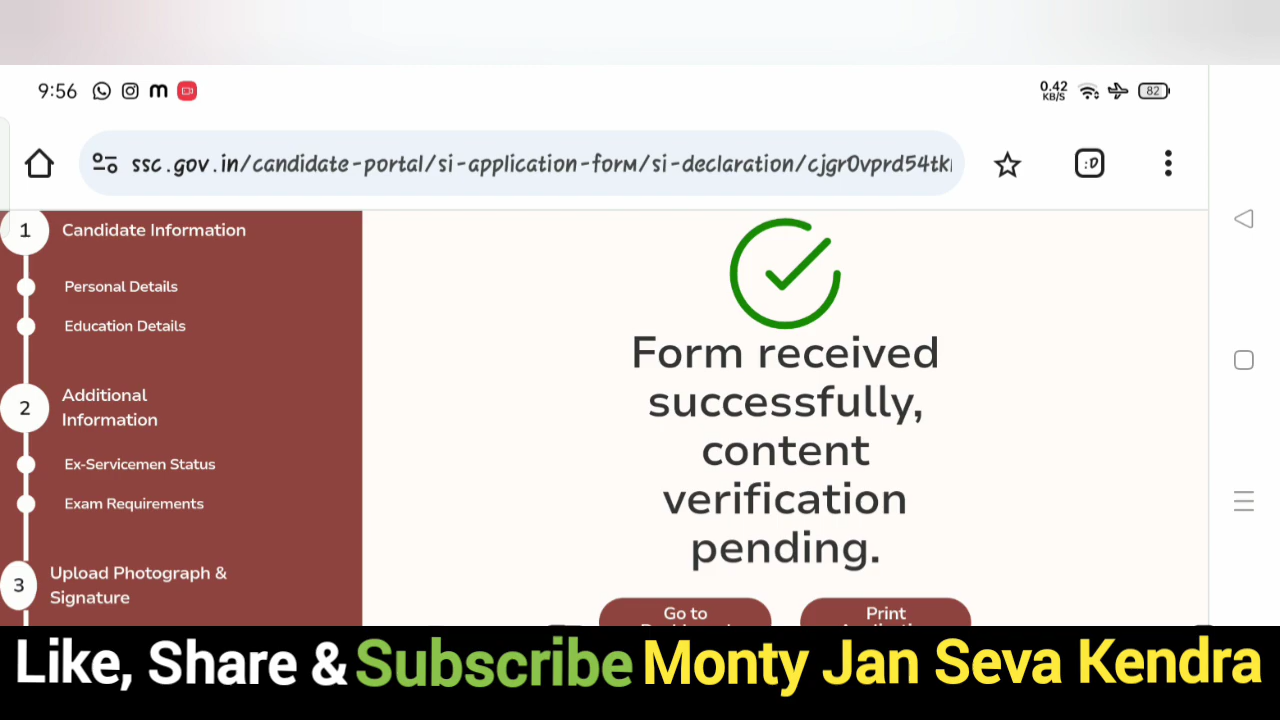 9:56
0.42
KB/S
82
ssc.gov.in/candidate-portal/si-application-form/si-declaration/cjgr0vprd54tk
:D
1 Candidate Information
Personal Details
Education Details
2 Additional
Information
Ex-Servicemen Status
Exam Requirements
3 Upload Photograph &
Signature
Form received
successfully,
content
verification
pending.
Go to
Print
Like, Share & Subscribe Monty Jan Seva Kendra